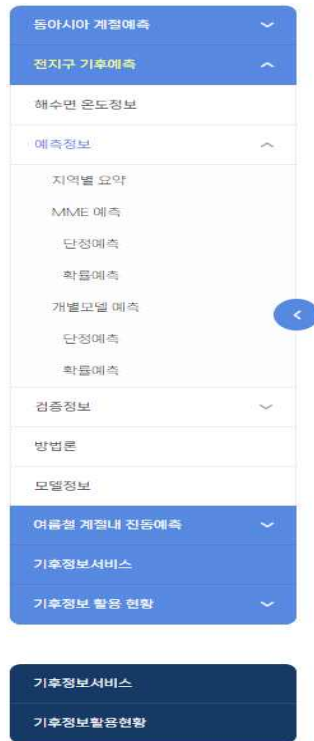 동아시아 계절예측
전지구 기후예측
해수면 온도정보
예측정보
지역별 요약
MME 예측
단정예측
확률예측
개별모델 예측
단정예측
확률예측
검증정보
방법론
모델정보
여름철 계절내 진동예측
기후정보서비스
기후정보 활용 현황
기후정보서비스
기후정보활용현황